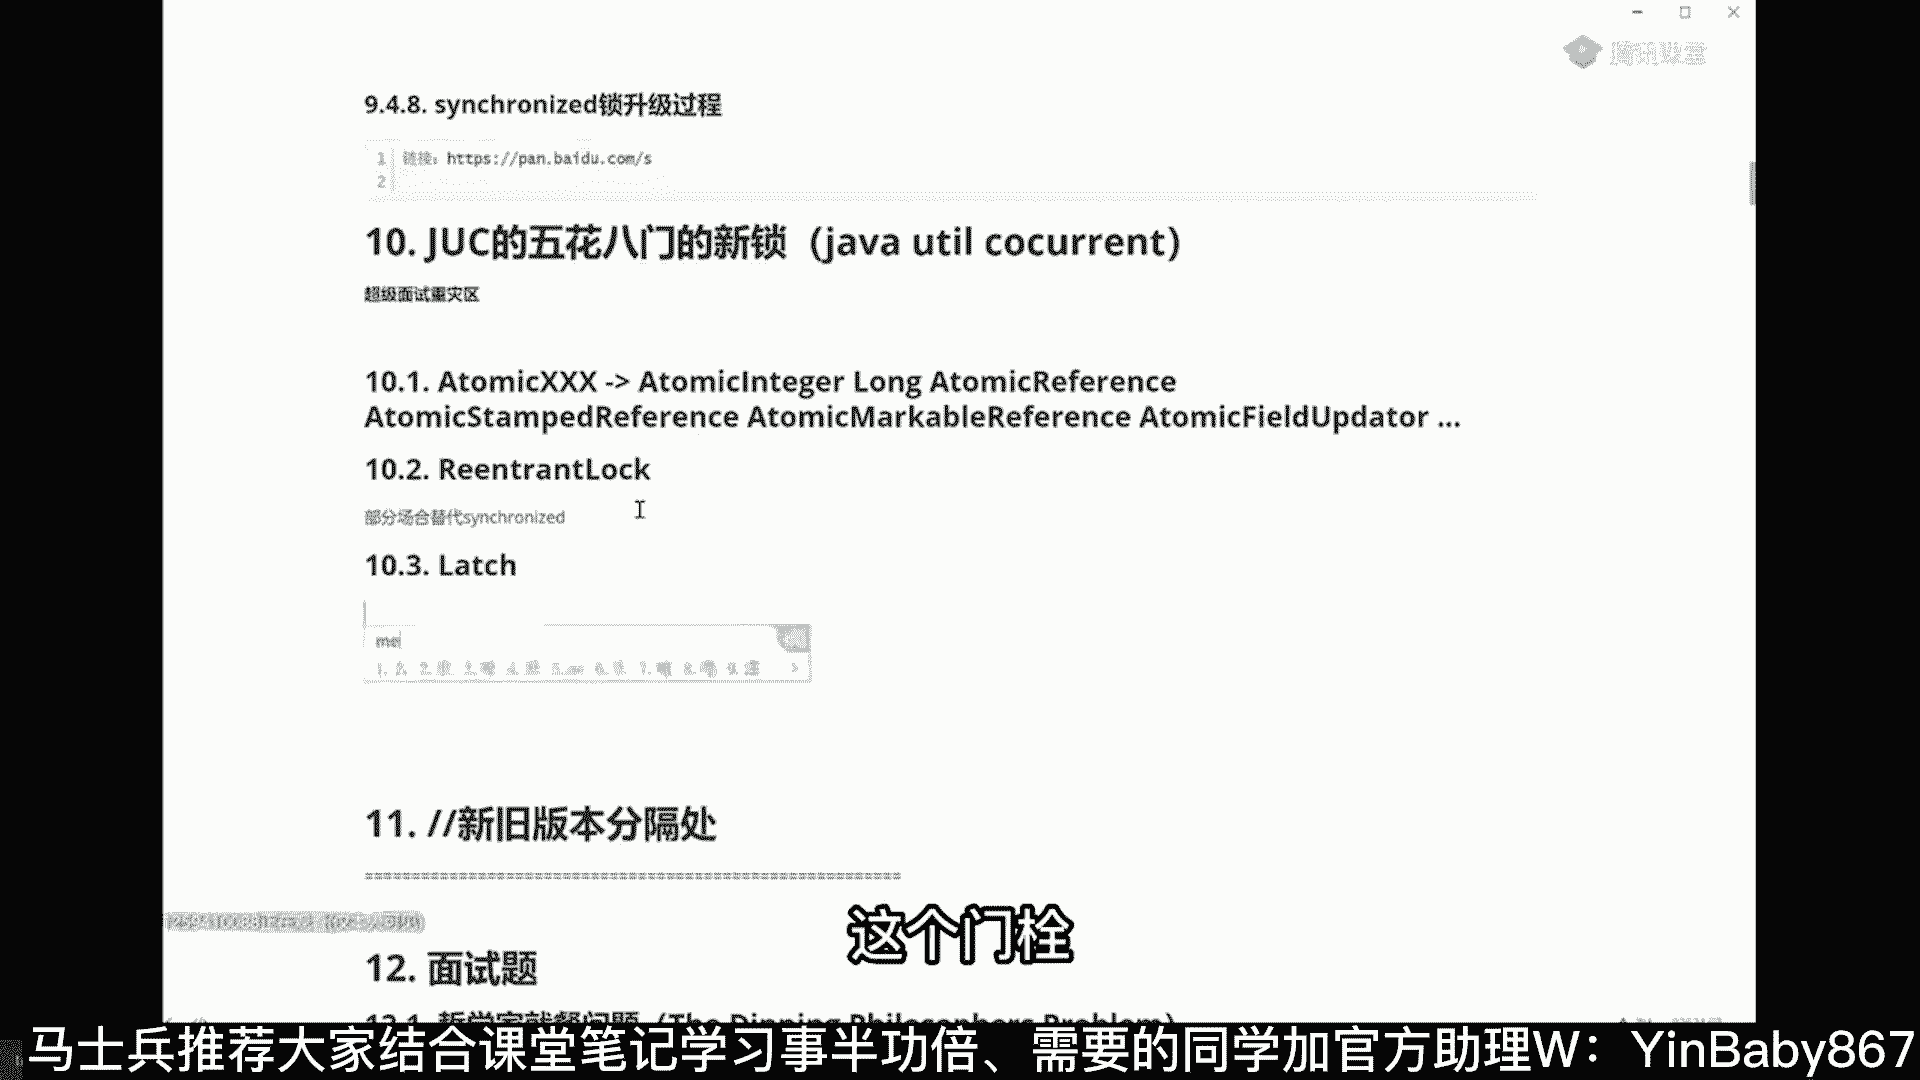 腾讯课堂
9.4.8. synchronized锁升级过程
1 链接：https://pan.baidu.com/s
2
10. JUC的五花八门的新锁（java util cocurrent）
超级面试重灾区
10.1. AtomicXXX -> AtomicInteger Long AtomicReference
AtomicStampedReference AtomicMarkableReference AtomicFieldUpdator ...
10.2. ReentrantLock
部分场合替代synchronized
10.3. Latch
me
11. //新旧版本分隔处
===================================================
这个门栓
12. 面试题
12.1. 哲学家就餐问题（The Dinning Philosophers Problem）
马士兵推荐大家结合课堂笔记学习事半功倍、需要的同学加官方助理W：YinBaby867